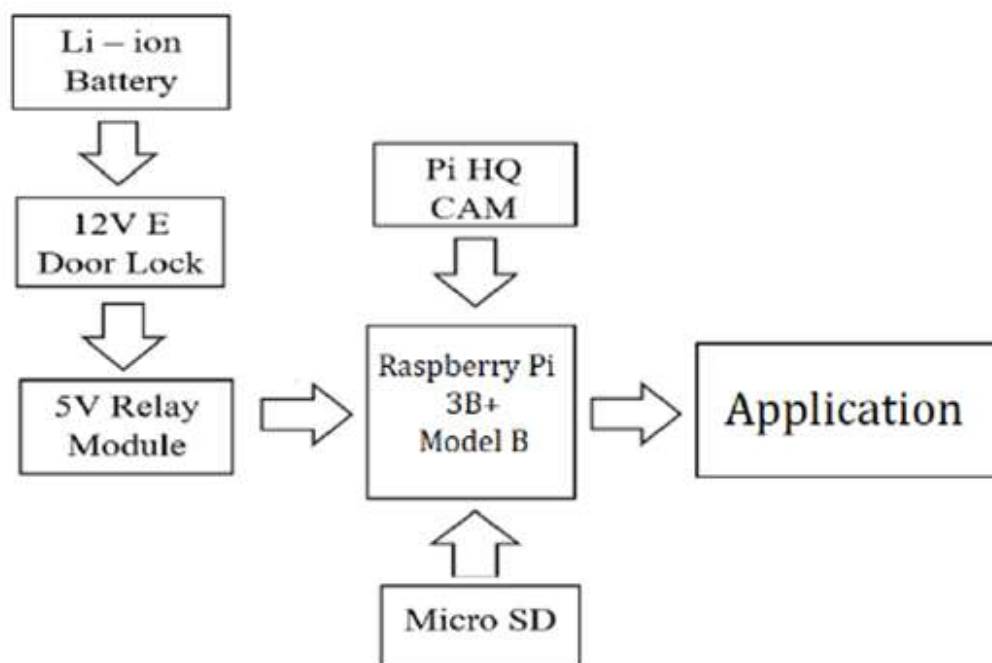 Li – ion
Battery
Pi HQ
CAM
12V E
Door Lock
Raspberry Pi
3B+
Model B
5V Relay
Module
Application
Micro SD